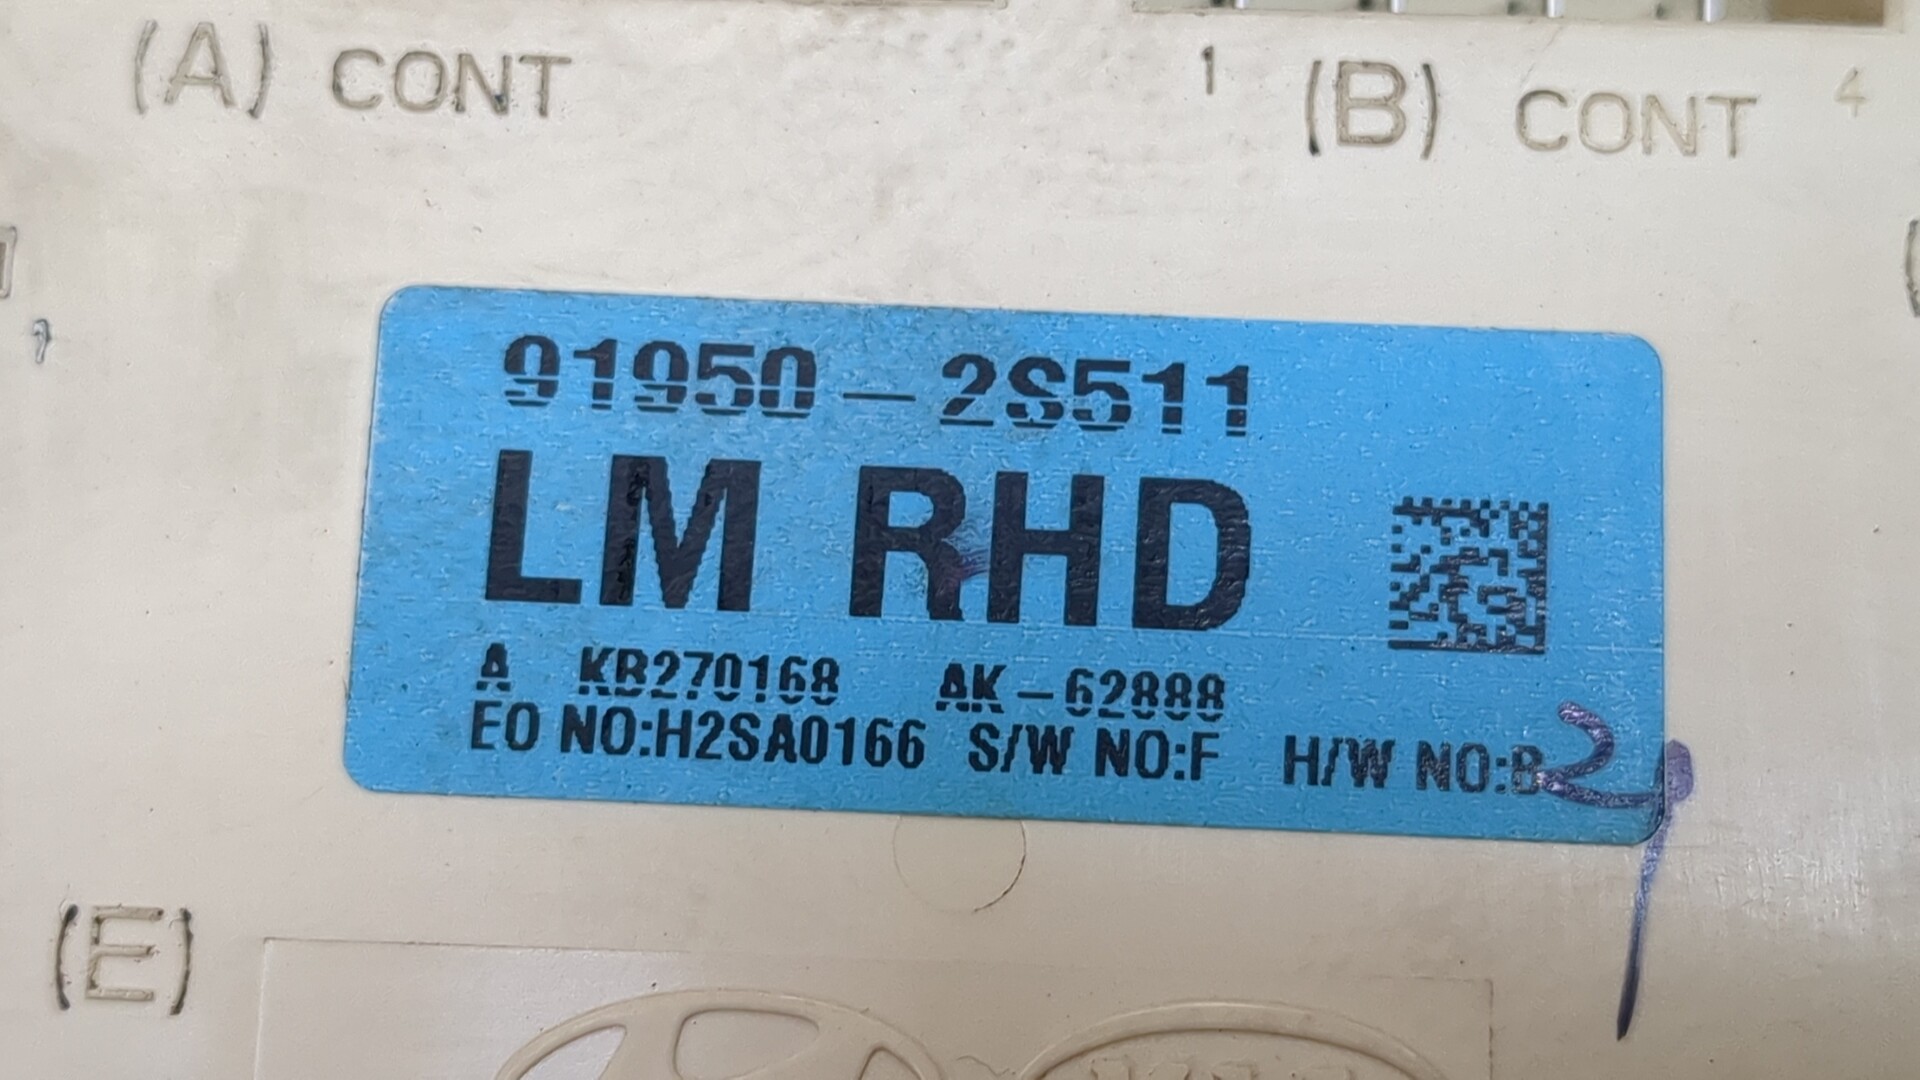 (A) CONT 1 (B) CONT 4
91950-2S511
LM RHD
A KB270168 AK-62888
EO NO:H2SA0166 S/W NO:F H/W NO:B
(E)